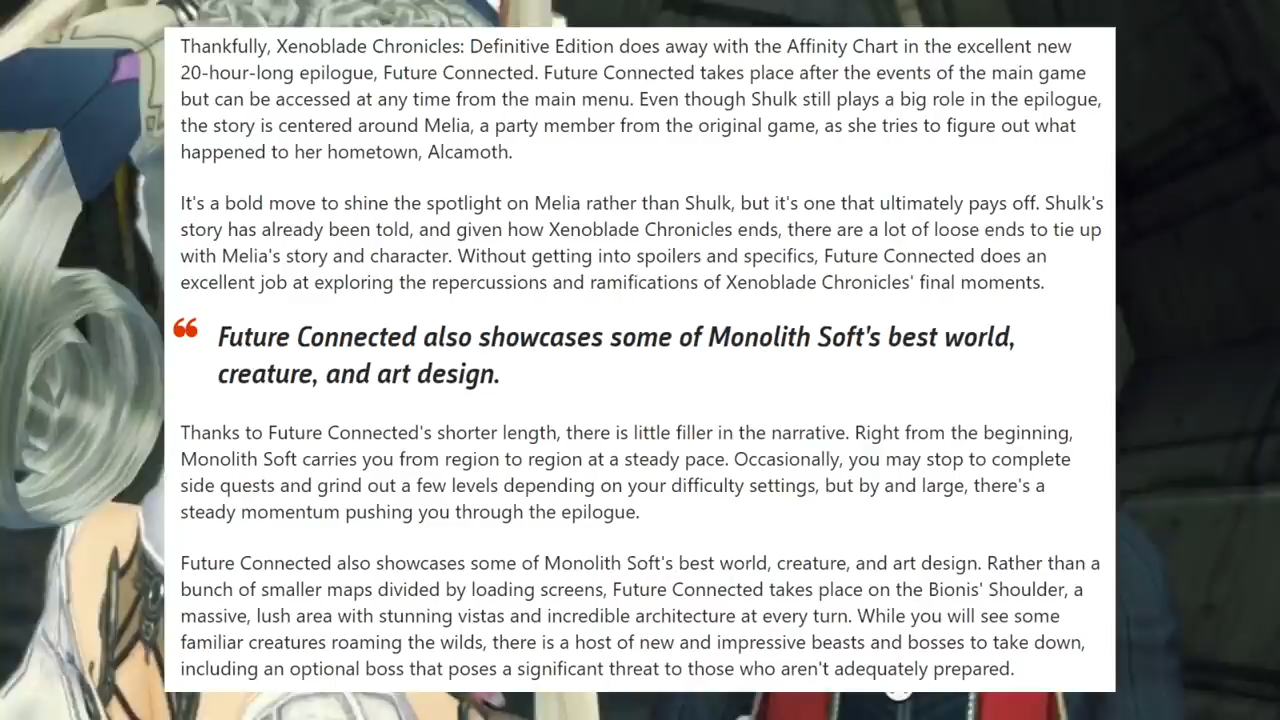 Thankfully, Xenoblade Chronicles: Definitive Edition does away with the Affinity Chart in the excellent new
20-hour-long epilogue, Future Connected. Future Connected takes place after the events of the main game
but can be accessed at any time from the main menu. Even though Shulk still plays a big role in the epilogue,
the story is centered around Melia, a party member from the original game, as she tries to figure out what
happened to her hometown, Alcamoth.
It's a bold move to shine the spotlight on Melia rather than Shulk, but it's one that ultimately pays off. Shulk's
story has already been told, and given how Xenoblade Chronicles ends, there are a lot of loose ends to tie up
with Melia's story and character. Without getting into spoilers and specifics, Future Connected does an
excellent job at exploring the repercussions and ramifications of Xenoblade Chronicles' final moments.
“ Future Connected also showcases some of Monolith Soft's best world,
creature, and art design.
Thanks to Future Connected's shorter length, there is little filler in the narrative. Right from the beginning,
Monolith Soft carries you from region to region at a steady pace. Occasionally, you may stop to complete
side quests and grind out a few levels depending on your difficulty settings, but by and large, there's a
steady momentum pushing you through the epilogue.
Future Connected also showcases some of Monolith Soft's best world, creature, and art design. Rather than a
bunch of smaller maps divided by loading screens, Future Connected takes place on the Bionis' Shoulder, a
massive, lush area with stunning vistas and incredible architecture at every turn. While you will see some
familiar creatures roaming the wilds, there is a host of new and impressive beasts and bosses to take down,
including an optional boss that poses a significant threat to those who aren't adequately prepared.